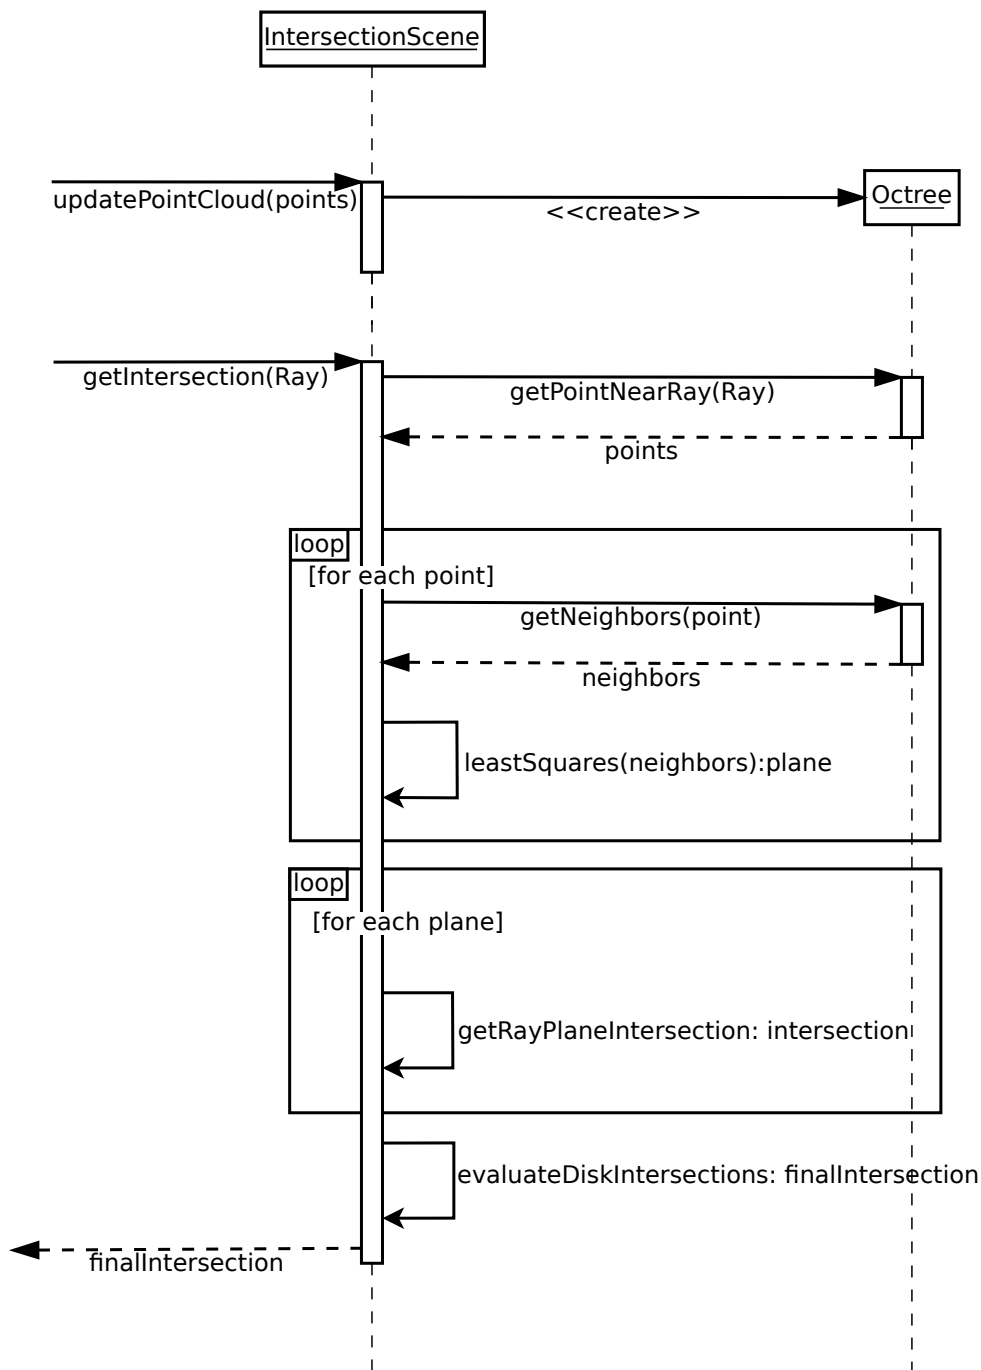 IntersectionScene
Octree
updatePointCloud(points)
<<create>>
getIntersection(Ray)
getPointNearRay(Ray)
points
loop
[for each point]
getNeighbors(point)
neighbors
leastSquares(neighbors):plane
loop
[for each plane]
getRayPlaneIntersection: intersection
evaluateDiskIntersections: finalIntersection
finalIntersection